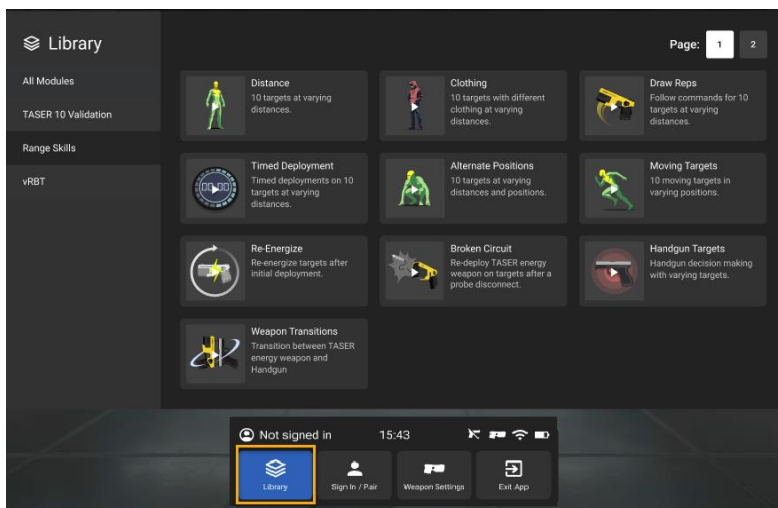 Library
Page: 1 2
All Modules
TASER 10 Validation
Range Skills
vRBT
Distance
10 targets at varying
distances.
Clothing
10 targets with different
clothing at varying
distances.
Draw Reps
Follow commands for 10
targets at varying
distances.
00:00
Timed Deployment
Timed deployments on 10
targets at varying
distances.
Alternate Positions
10 targets at varying
distances and positions.
Moving Targets
10 moving targets in
varying positions.
Re-Energize
Re-energize targets after
initial deployment.
Broken Circuit
Re-deploy TASER energy
weapon on targets after a
probe disconnect.
Handgun Targets
Handgun decision making
with varying targets.
Weapon Transitions
Transition between TASER
energy weapon and
Handgun
Not signed in 15:43
Library
Sign In / Pair
Weapon Settings
Exit App